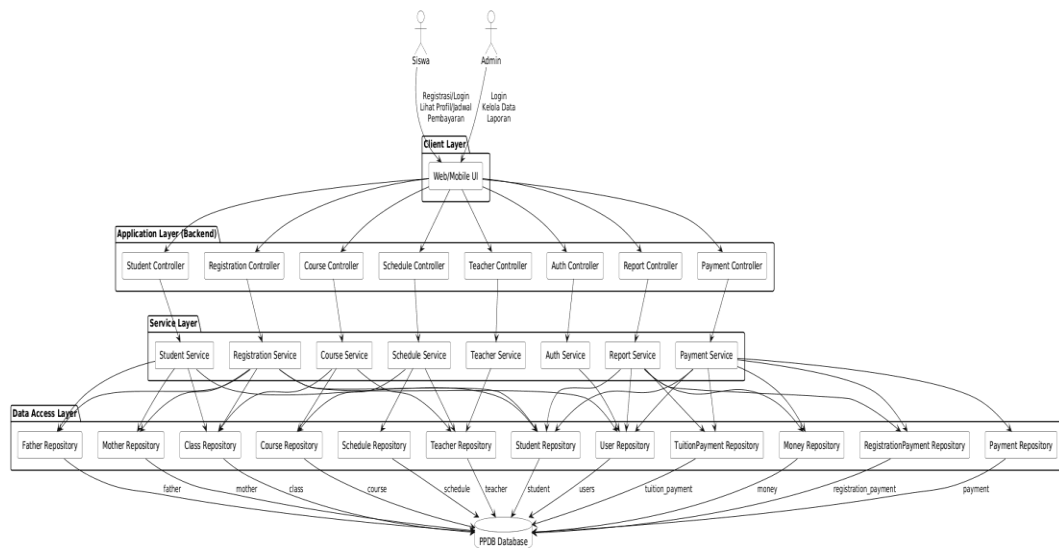 Siswa
Admin
Registrasi/Login
Lihat Profil/Jadwal
Pembayaran
Login
Kelola Data
Laporan
Client Layer
Web/Mobile UI
Application Layer (Backend)
Student Controller
Registration Controller
Course Controller
Schedule Controller
Teacher Controller
Auth Controller
Report Controller
Payment Controller
Service Layer
Student Service
Registration Service
Course Service
Schedule Service
Teacher Service
Auth Service
Report Service
Payment Service
Data Access Layer
Father Repository
Mother Repository
Class Repository
Course Repository
Schedule Repository
Teacher Repository
Student Repository
User Repository
TuitionPayment Repository
Money Repository
RegistrationPayment Repository
Payment Repository
father
mother
class
course
schedule
teacher
student
users
tuition_payment
money
registration_payment
payment
PPDB Database